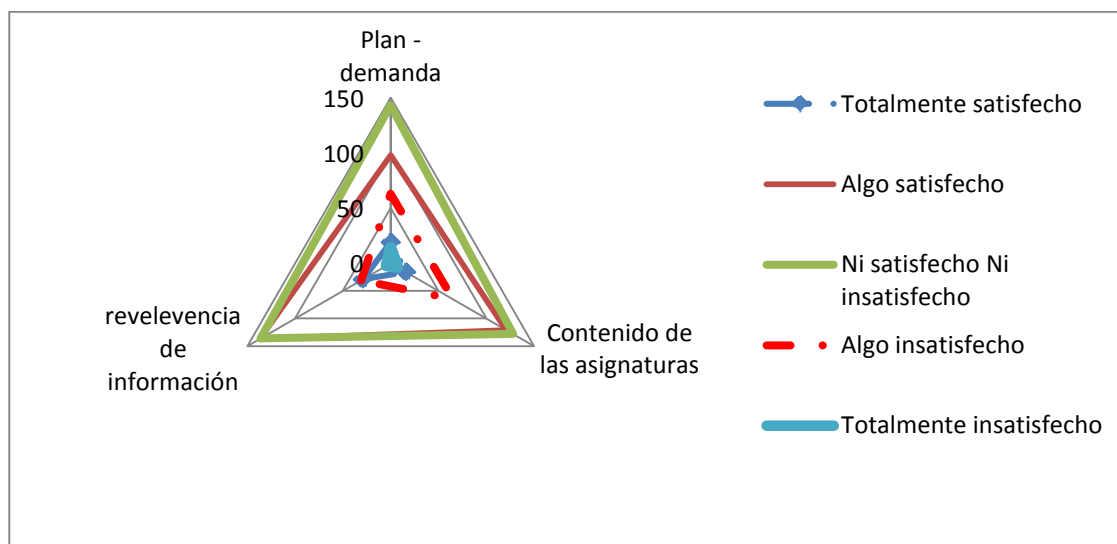 Plan -
demanda
150
100
50
0
Contenido de
las asignaturas
revelevencia
de
información
Totalmente satisfecho
Algo satisfecho
Ni satisfecho Ni
insatisfecho
Algo insatisfecho
Totalmente insatisfecho